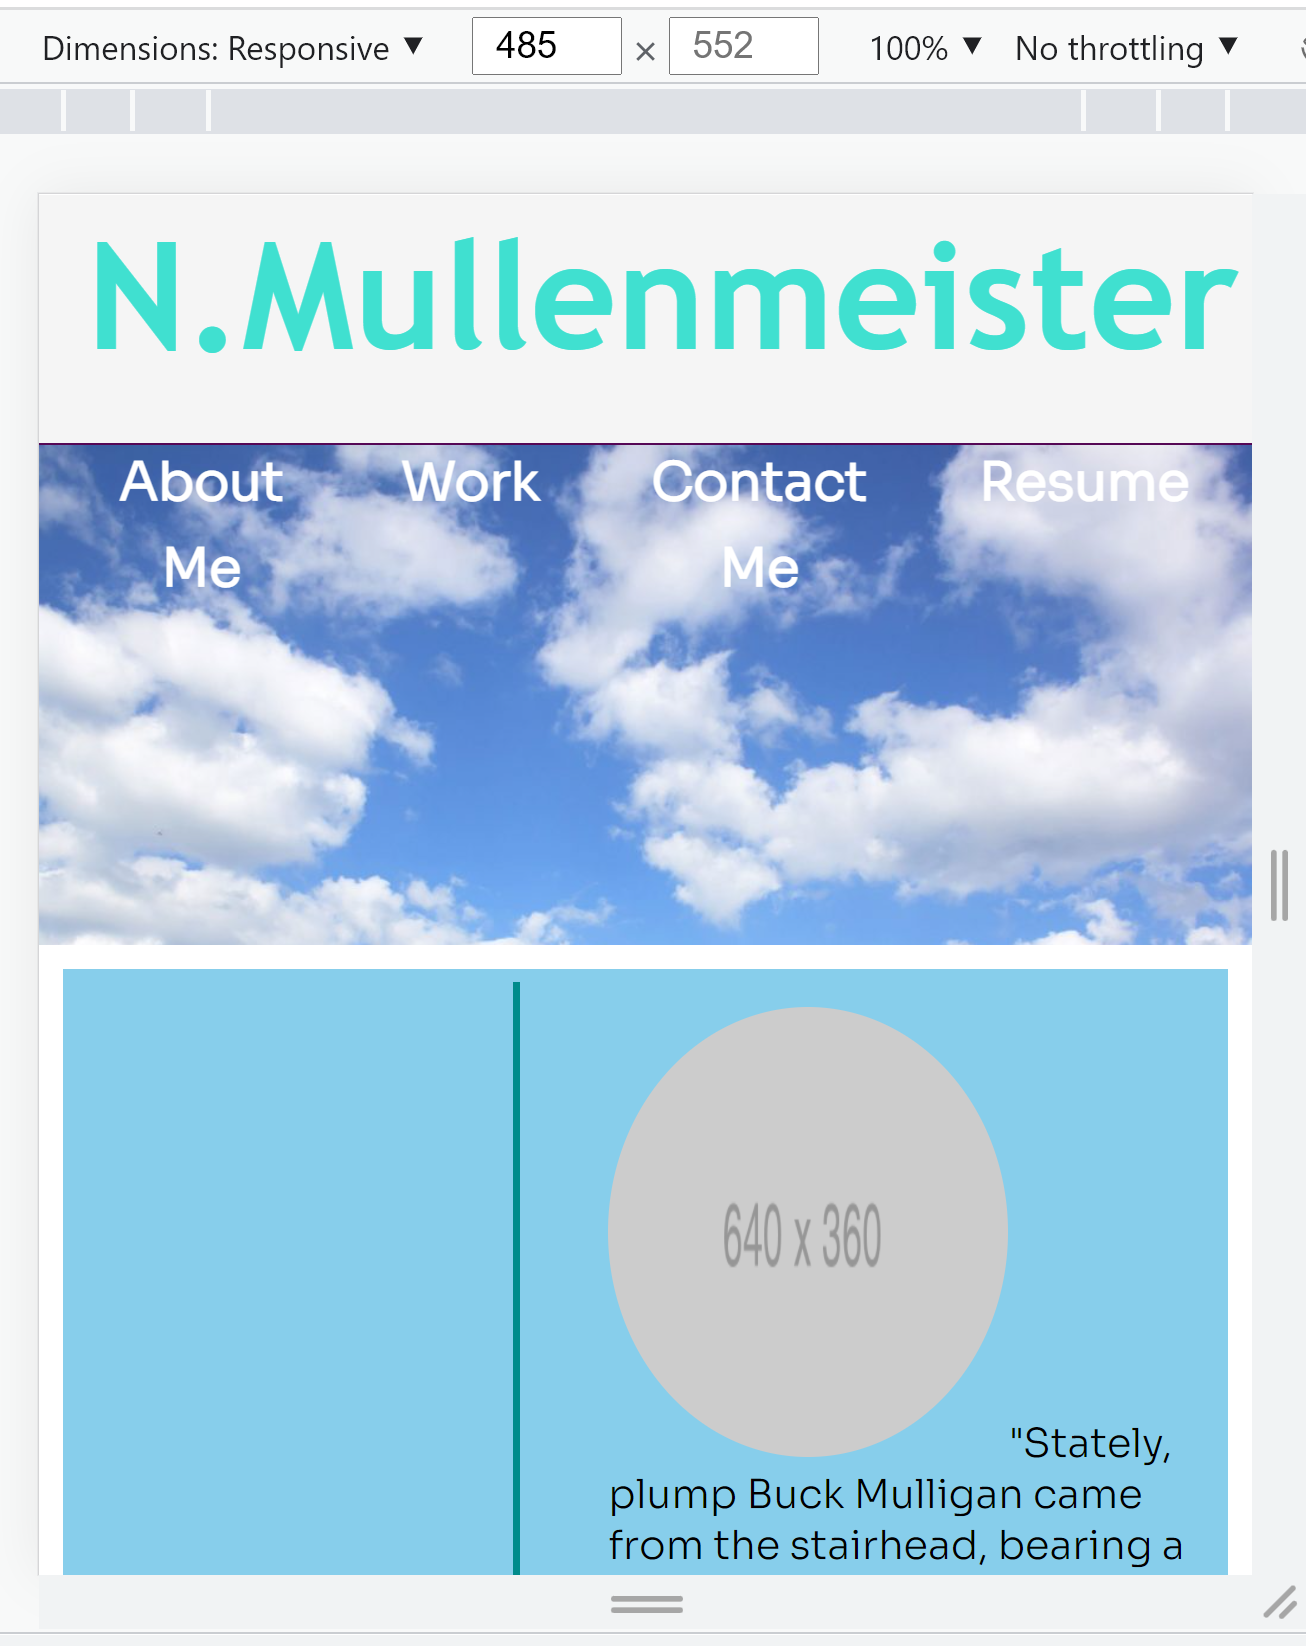 Dimensions: Responsive ▼ 485 × 552 100% ▼ No throttling ▼
N.Mullenmeister
About Me Work Contact Me Resume
640 x 360
"Stately,
plump Buck Mulligan came
from the stairhead, bearing a